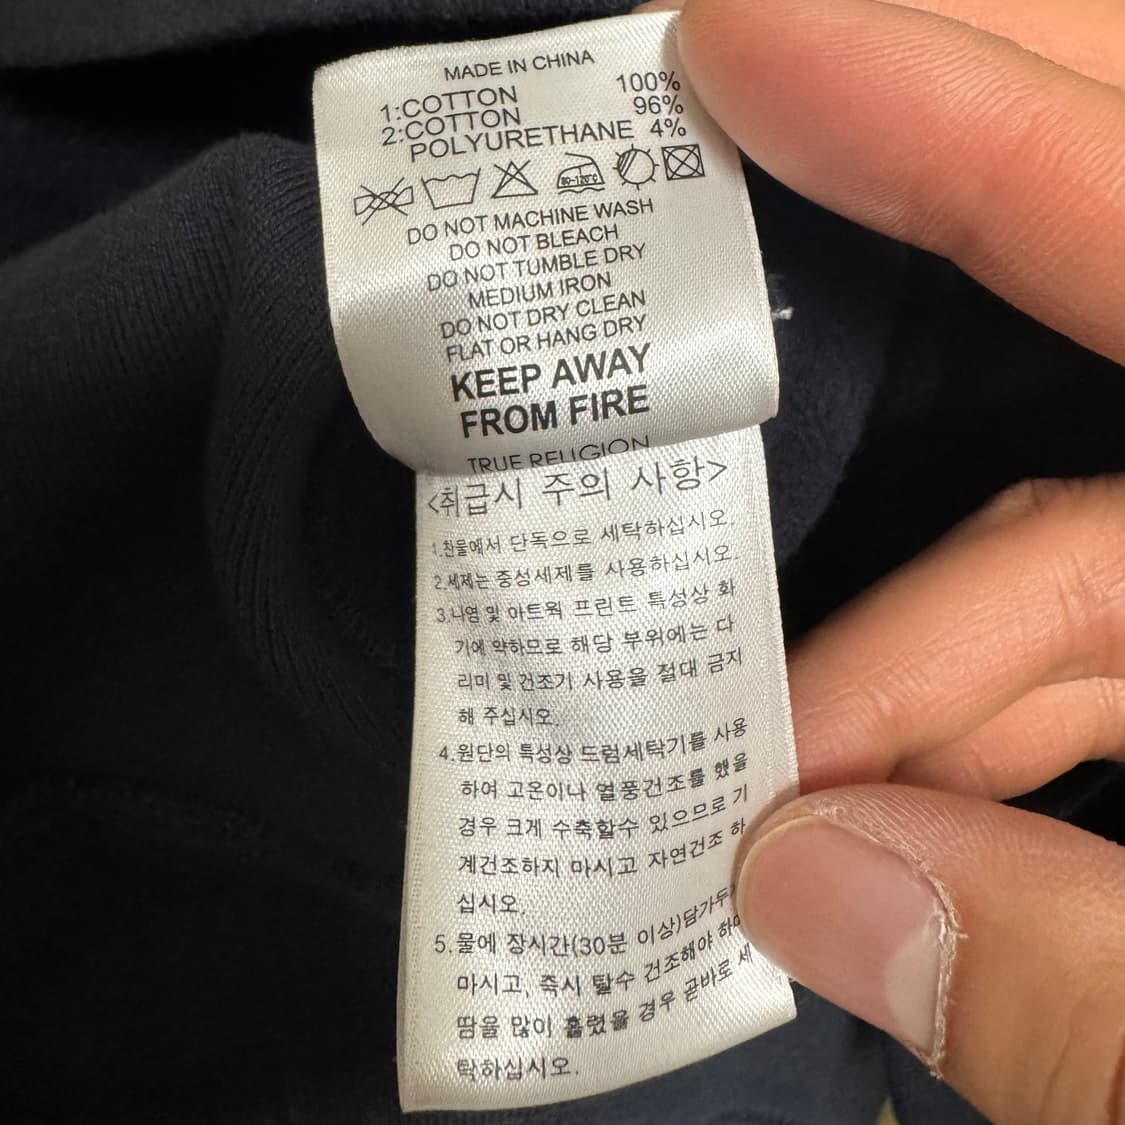 MADE IN CHINA
1:COTTON 100%
2:COTTON 96%
POLYURETHANE 4%
80-120°C
DO NOT MACHINE WASH
DO NOT BLEACH
DO NOT TUMBLE DRY
MEDIUM IRON
DO NOT DRY CLEAN
FLAT OR HANG DRY
KEEP AWAY
FROM FIRE
TRUE RELIGION
<취급시 주의 사항>
1.찬물에서 단독으로 세탁하십시오.
2.세제는 중성세제를 사용하십시오.
3.나염 및 아트웍 프린트 특성상 화
기에 약하므로 해당 부위에는 다
리미 및 건조기 사용을 절대 금지
해 주십시오.
4.원단의 특성상 드럼세탁기를 사용
하여 고온이나 열풍건조를 했을
경우 크게 수축할수 있으므로 기
계건조하지 마시고 자연건조 하
십시오.
5.물에 장시간(30분 이상)담가두
마시고, 즉시 탈수 건조해야 하
땀을 많이 흘렸을 경우 곧바로 세
탁하십시오.